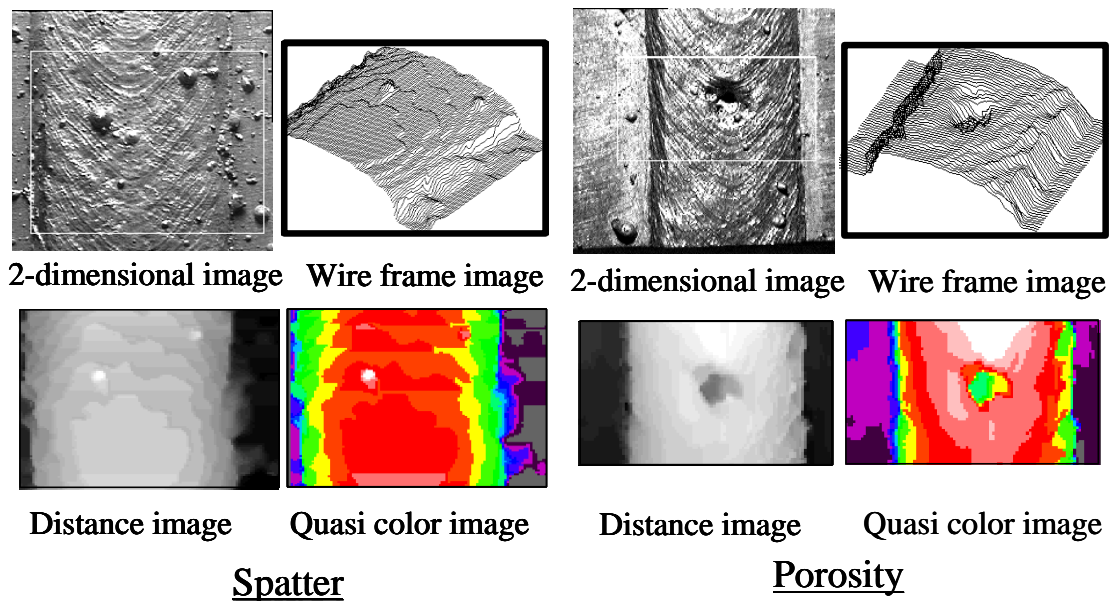 2-dimensional image
Wire frame image
Distance image
Quasi color image
Spatter
2-dimensional image
Wire frame image
Distance image
Quasi color image
Porosity